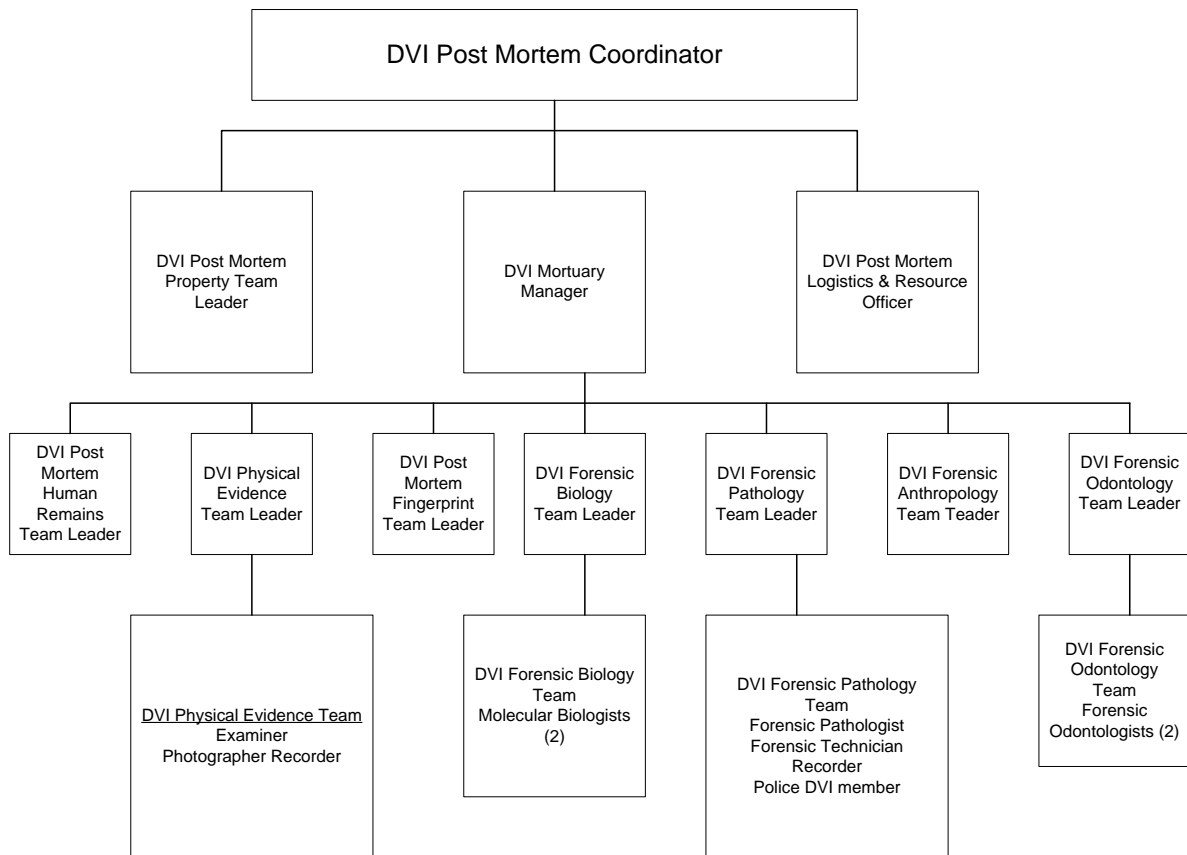 DVI Post Mortem Coordinator
DVI Post Mortem
Property Team
Leader
DVI Mortuary
Manager
DVI Post Mortem
Logistics & Resource
Officer
DVI Post
Mortem
Human
Remains
Team Leader
DVI Physical
Evidence
Team Leader
DVI Post
Mortem
Fingerprint
Team Leader
DVI Forensic
Biology
Team Leader
DVI Forensic
Pathology
Team Leader
DVI Forensic
Anthropology
Team Teader
DVI Forensic
Odontology
Team Leader
DVI Physical Evidence Team
Examiner
Photographer Recorder
DVI Forensic Biology
Team
Molecular Biologists
(2)
DVI Forensic Pathology
Team
Forensic Pathologist
Forensic Technician
Recorder
Police DVI member
DVI Forensic
Odontology
Team
Forensic
Odontologists (2)